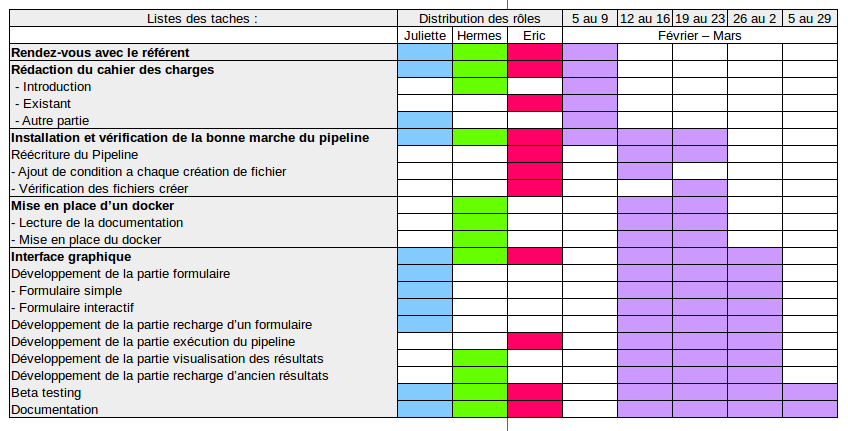 Listes des taches : Distribution des rôles 5 au 9 12 au 16 19 au 23 26 au 2 5 au 29
Juliette Hermes Eric Février – Mars
Rendez-vous avec le référent
Rédaction du cahier des charges
- Introduction
- Existant
- Autre partie
Installation et vérification de la bonne marche du pipeline
Réécriture du Pipeline
- Ajout de condition a chaque création de fichier
- Vérification des fichiers créer
Mise en place d’un docker
- Lecture de la documentation
- Mise en place du docker
Interface graphique
Développement de la partie formulaire
- Formulaire simple
- Formulaire interactif
Développement de la partie recharge d’un formulaire
Développement de la partie exécution du pipeline
Développement de la partie visualisation des résultats
Développement de la partie recharge d’ancien résultats
Beta testing
Documentation